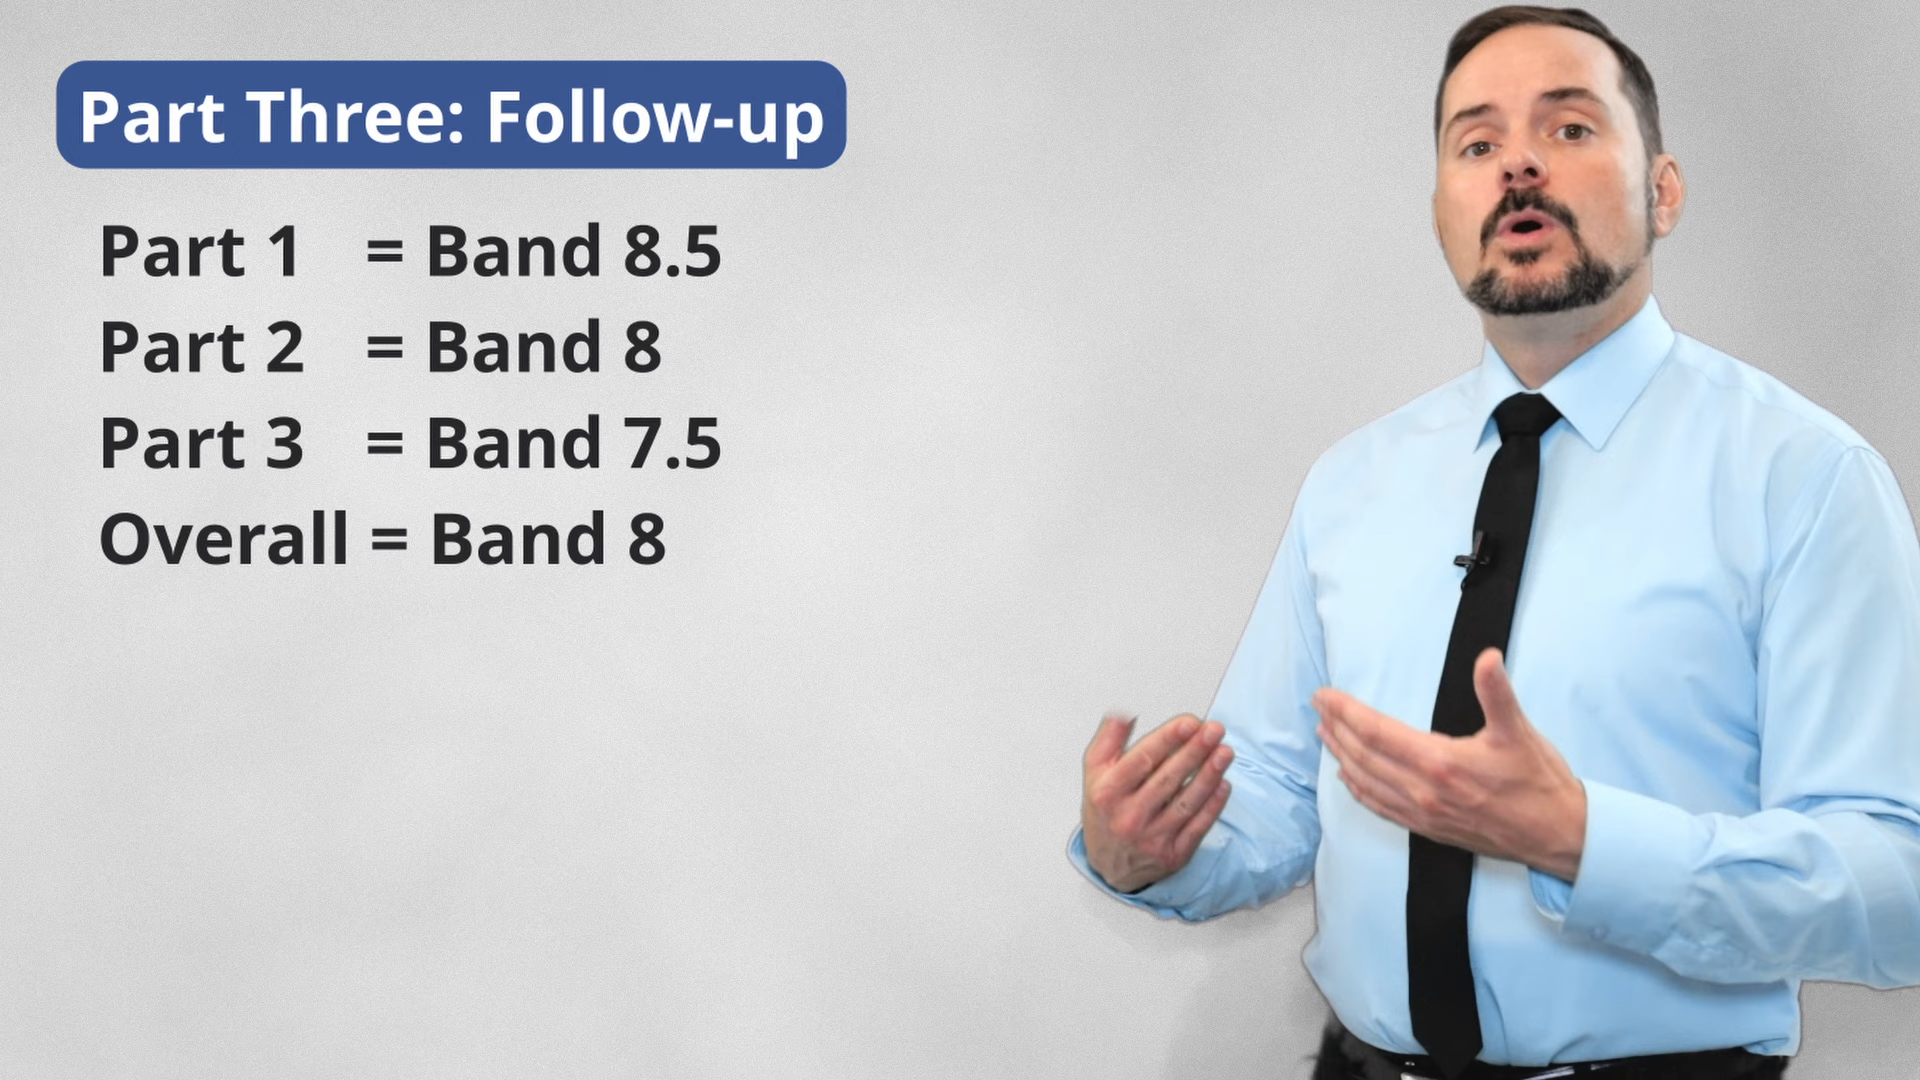 Part Three: Follow-up
Part 1 = Band 8.5
Part 2 = Band 8
Part 3 = Band 7.5
Overall = Band 8